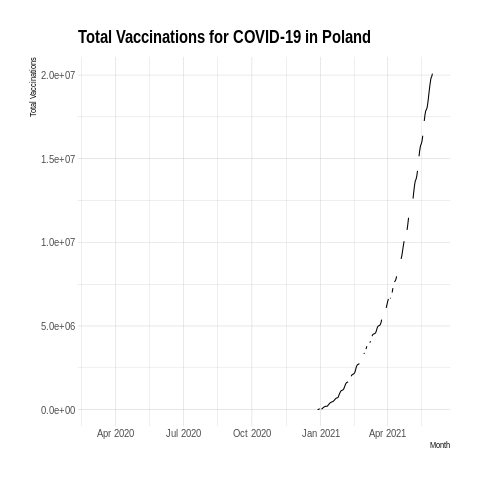 Total Vaccinations for COVID-19 in Poland
Total Vaccinations
2.0e+07
1.5e+07
1.0e+07
5.0e+06
0.0e+00
Apr 2020
Jul 2020
Oct 2020
Jan 2021
Apr 2021
Month